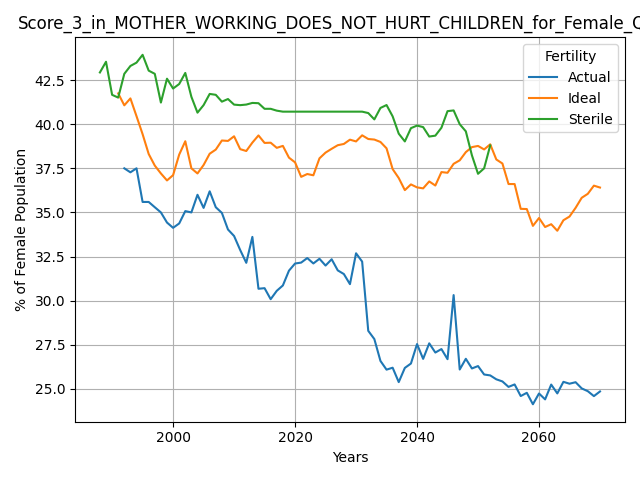 Score_3_in_MOTHER_WORKING_DOES_NOT_HURT_CHILDREN_for_Female_
Fertility
Actual
Ideal
Sterile
% of Female Population
42.5
40.0
37.5
35.0
32.5
30.0
27.5
25.0
2000
2020
2040
2060
Years